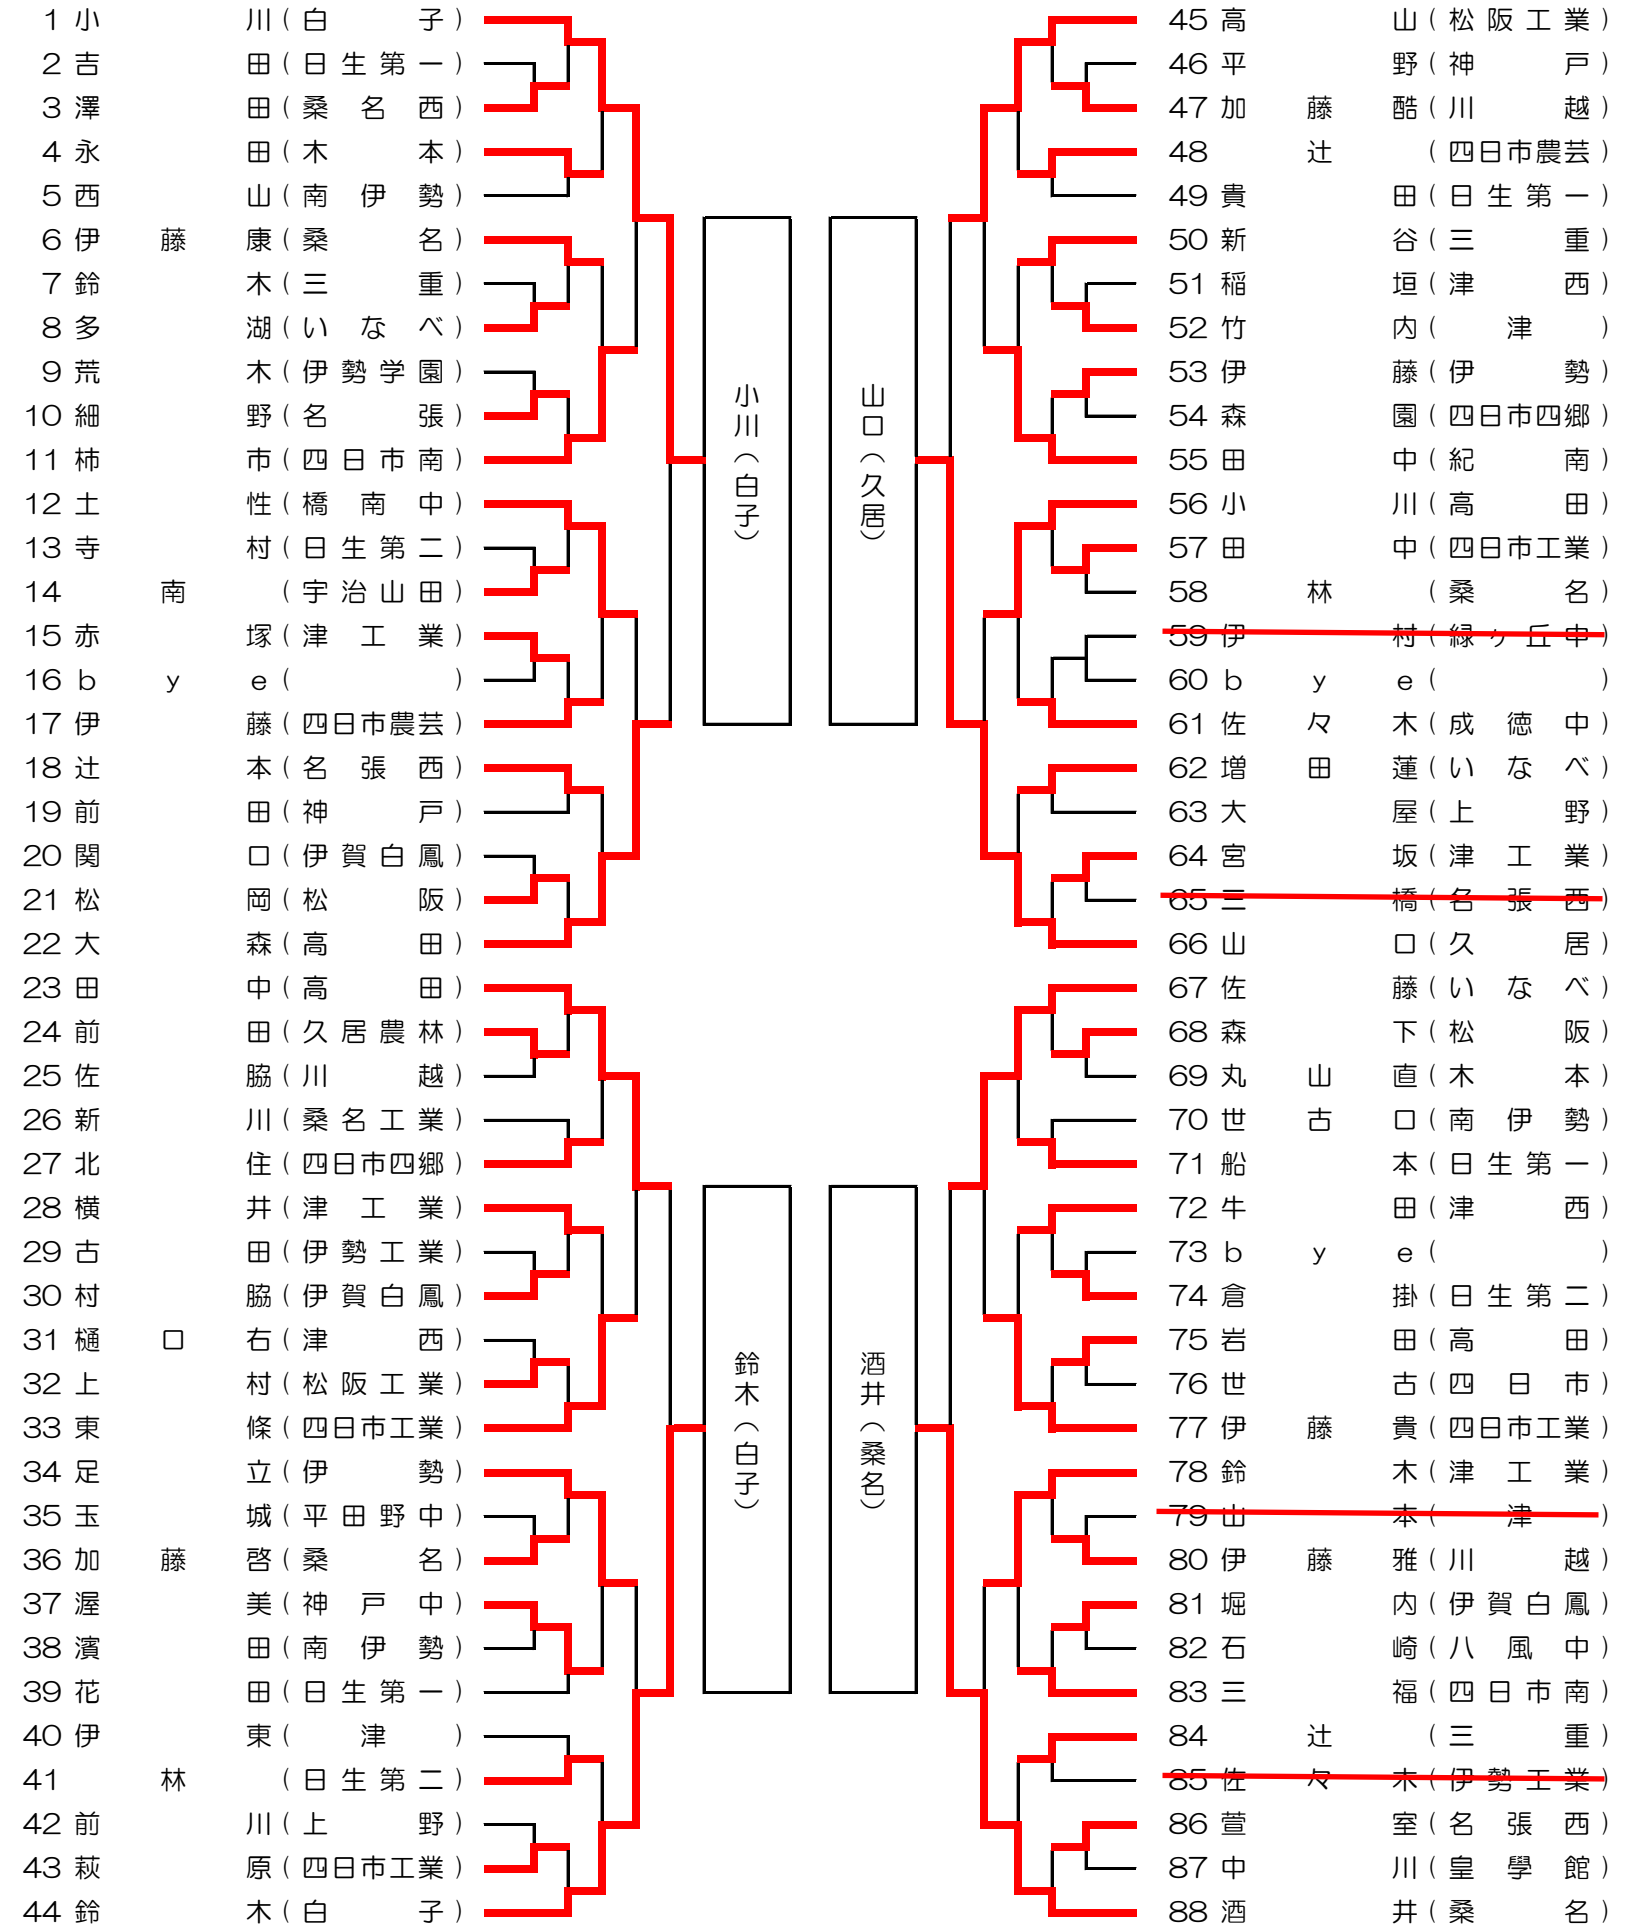 1 小川(白子)
2 吉田(日生第一)
3 澤田(桑名西)
4 永田(木本)
5 西山(南伊勢)
6 伊藤康(桑名)
7 鈴木(三重)
8 多湖(いなべ)
9 荒木(伊勢学園)
10 細野(名張)
11 柿市(四日市南)
12 土性(橋南中)
13 寺村(日生第二)
14 南(宇治山田)
15 赤塚(津工業)
16 bye( )
17 伊藤(四日市農芸)
18 辻本(名張西)
19 前田(神戸)
20 関口(伊賀白鳳)
21 松岡(松阪)
22 大森(高田)
23 田中(高田)
24 前田(久居農林)
25 佐脇(川越)
26 新川(桑名工業)
27 北住(四日市四郷)
28 横井(津工業)
29 古田(伊勢工業)
30 村脇(伊賀白鳳)
31 樋口右(津西)
32 上村(松阪工業)
33 東條(四日市工業)
34 足立(伊勢)
35 玉城(平田野中)
36 加藤啓(桑名)
37 渥美(神戸中)
38 濱田(南伊勢)
39 花田(日生第一)
40 伊東(津)
41 林(日生第二)
42 前川(上野)
43 萩原(四日市工業)
44 鈴木(白子)
小川(白子)
鈴木(白子)
山口(久居)
酒井(桑名)
45 高山(松阪工業)
46 平野(神戸)
47 加藤酷(川越)
48 辻(四日市農芸)
49 貴田(日生第一)
50 新谷(三重)
51 稲垣(津西)
52 竹内(津)
53 伊藤(伊勢)
54 森園(四日市四郷)
55 田中(紀南)
56 小川(高田)
57 田中(四日市工業)
58 林(桑名)
59 伊村(緑ヶ丘中)
60 bye( )
61 佐々木(成徳中)
62 増田蓮(いなべ)
63 大屋(上野)
64 宮坂(津工業)
65 三橋(名張西)
66 山口(久居)
67 佐藤(いなべ)
68 森下(松阪)
69 丸山直(木本)
70 世古口(南伊勢)
71 船本(日生第一)
72 牛田(津西)
73 bye( )
74 倉掛(日生第二)
75 岩田(高田)
76 世古(四日市)
77 伊藤貴(四日市工業)
78 鈴木(津工業)
79 山本(津)
80 伊藤雅(川越)
81 堀内(伊賀白鳳)
82 石崎(八風中)
83 三福(四日市南)
84 辻(三重)
85 佐々木(伊勢工業)
86 萱室(名張西)
87 中川(皇學館)
88 酒井(桑名)